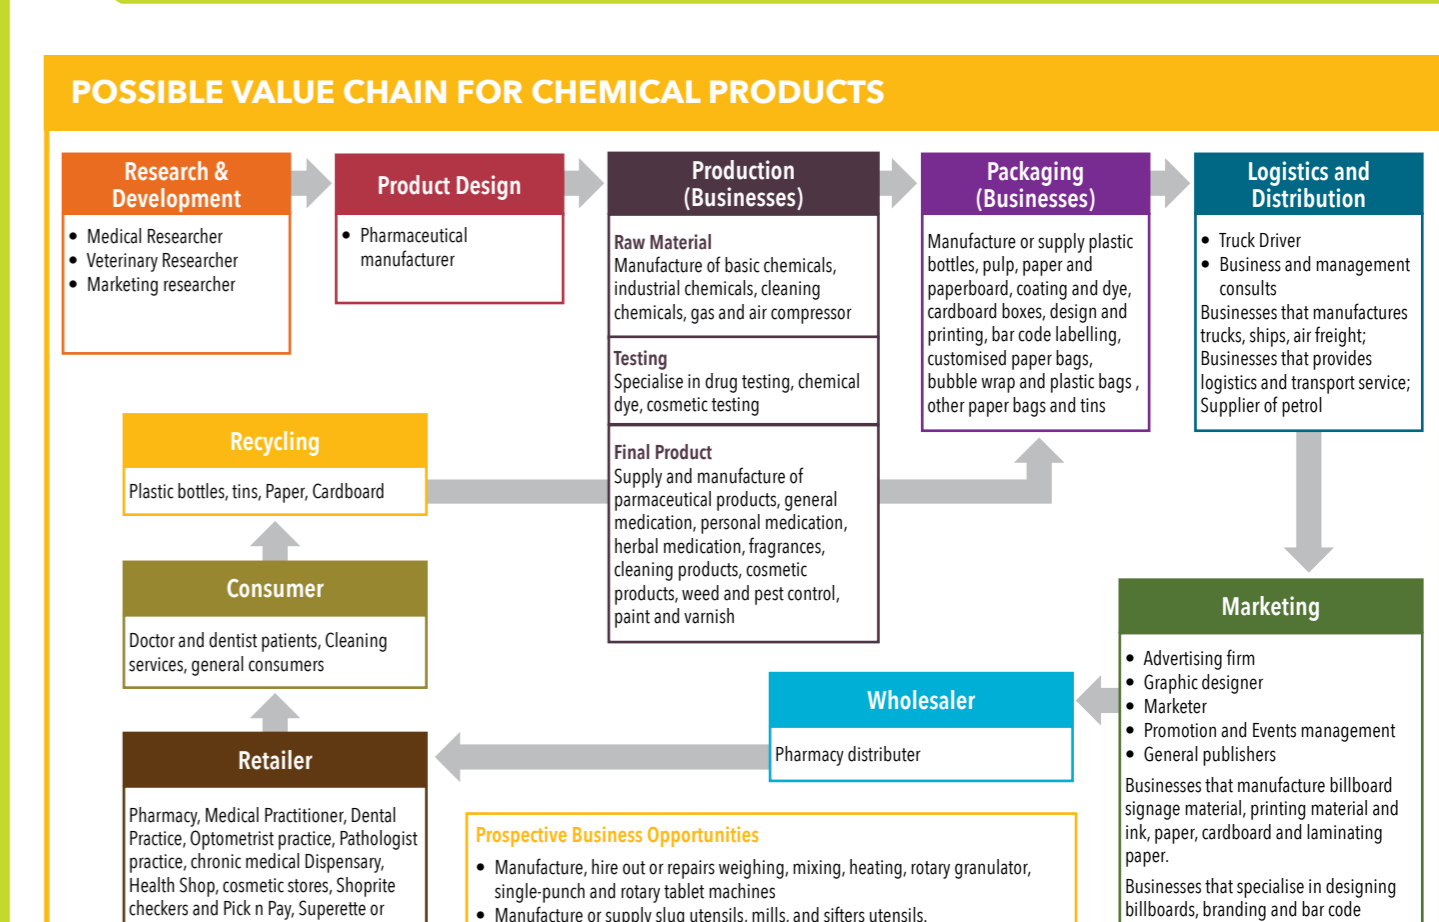 POSSIBLE VALUE CHAIN FOR CHEMICAL PRODUCTS
Research &
Development
• Medical Researcher
• Veterinary Researcher
• Marketing researcher
Product Design
• Pharmaceutical
manufacturer
Production
(Businesses)
Raw Material
Manufacture of basic chemicals,
industrial chemicals, cleaning
chemicals, gas and air compressor
Testing
Specialise in drug testing, chemical
dye, cosmetic testing
Final Product
Supply and manufacture of
parmaceutical products, general
medication, personal medication,
herbal medication, fragrances,
cleaning products, cosmetic
products, weed and pest control,
paint and varnish
Packaging
(Businesses)
Manufacture or supply plastic
bottles, pulp, paper and
paperboard, coating and dye,
cardboard boxes, design and
printing, bar code labelling,
customised paper bags,
bubble wrap and plastic bags ,
other paper bags and tins
Logistics and
Distribution
• Truck Driver
• Business and management
consults
Businesses that manufactures
trucks, ships, air freight;
Businesses that provides
logistics and transport service;
Supplier of petrol
Marketing
• Advertising firm
• Graphic designer
• Marketer
• Promotion and Events management
• General publishers
Businesses that manufacture billboard
signage material, printing material and
ink, paper, cardboard and laminating
paper.
Businesses that specialise in designing
billboards, branding and bar code
Wholesaler
Pharmacy distributer
Retailer
Pharmacy, Medical Practitioner, Dental
Practice, Optometrist practice, Pathologist
practice, chronic medical Dispensary,
Health Shop, cosmetic stores, Shoprite
checkers and Pick n Pay, Superette or
Consumer
Doctor and dentist patients, Cleaning
services, general consumers
Recycling
Plastic bottles, tins, Paper, Cardboard
Prospective Business Opportunities
• Manufacture, hire out or repairs weighing, mixing, heating, rotary granulator,
single-punch and rotary tablet machines
• Manufacture or supply slug utensils, mills, and sifters utensils.